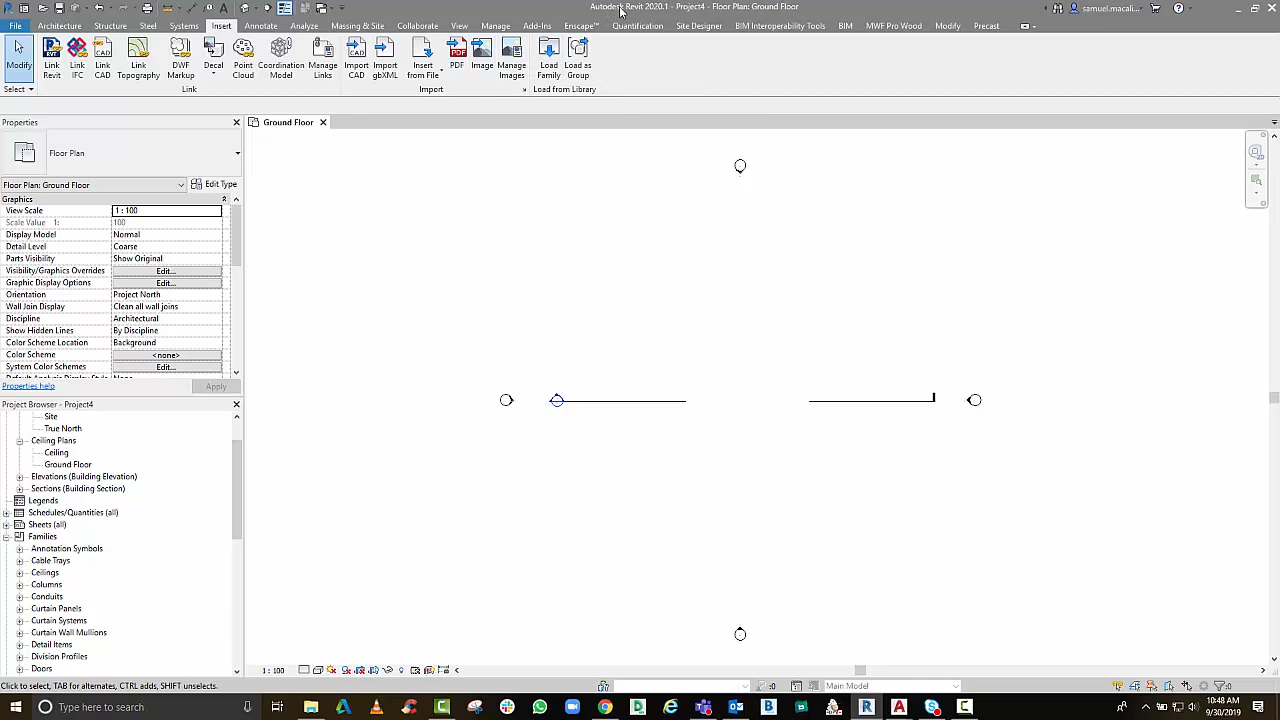 Autodesk Revit 2020.1 - Project4 - Floor Plan: Ground Floor
samuel.macali...
File Architecture Structure Steel Systems Insert Annotate Analyze Massing & Site Collaborate View Manage Add-Ins Enscape™ Quantification Site Designer BIM Interoperability Tools BIM MWF Pro Wood Modify Precast
Modify
Link Revit
Link IFC
Link CAD
Link Topography
DWF Markup
Decal
Point Cloud
Coordination Model
Manage Links
Import CAD
Import gbXML
Insert from File
PDF
Image
Manage Images
Load Family
Load as Group
Select Link Import Load from Library
Properties
Ground Floor
Floor Plan
Floor Plan: Ground Floor Edit Type
Graphics
View Scale 1 : 100
Scale Value 1: 100
Display Model Normal
Detail Level Coarse
Parts Visibility Show Original
Visibility/Graphics Overrides Edit...
Graphic Display Options Edit...
Orientation Project North
Wall Join Display Clean all wall joins
Discipline Architectural
Show Hidden Lines By Discipline
Color Scheme Location Background
Color Scheme <none>
System Color Schemes Edit...
Properties help Apply
Project Browser - Project4
Site
True North
Ceiling Plans
Ceiling
Ground Floor
Elevations (Building Elevation)
Sections (Building Section)
Legends
Schedules/Quantities (all)
Sheets (all)
Families
Annotation Symbols
Cable Trays
Ceilings
Columns
Conduits
Curtain Panels
Curtain Systems
Curtain Wall Mullions
Detail Items
Division Profiles
Doors
1 : 100
Click to select, TAB for alternates, CTRL adds, SHIFT unselects.
:0
Main Model
:0
Type here to search
10:48 AM
9/30/2019